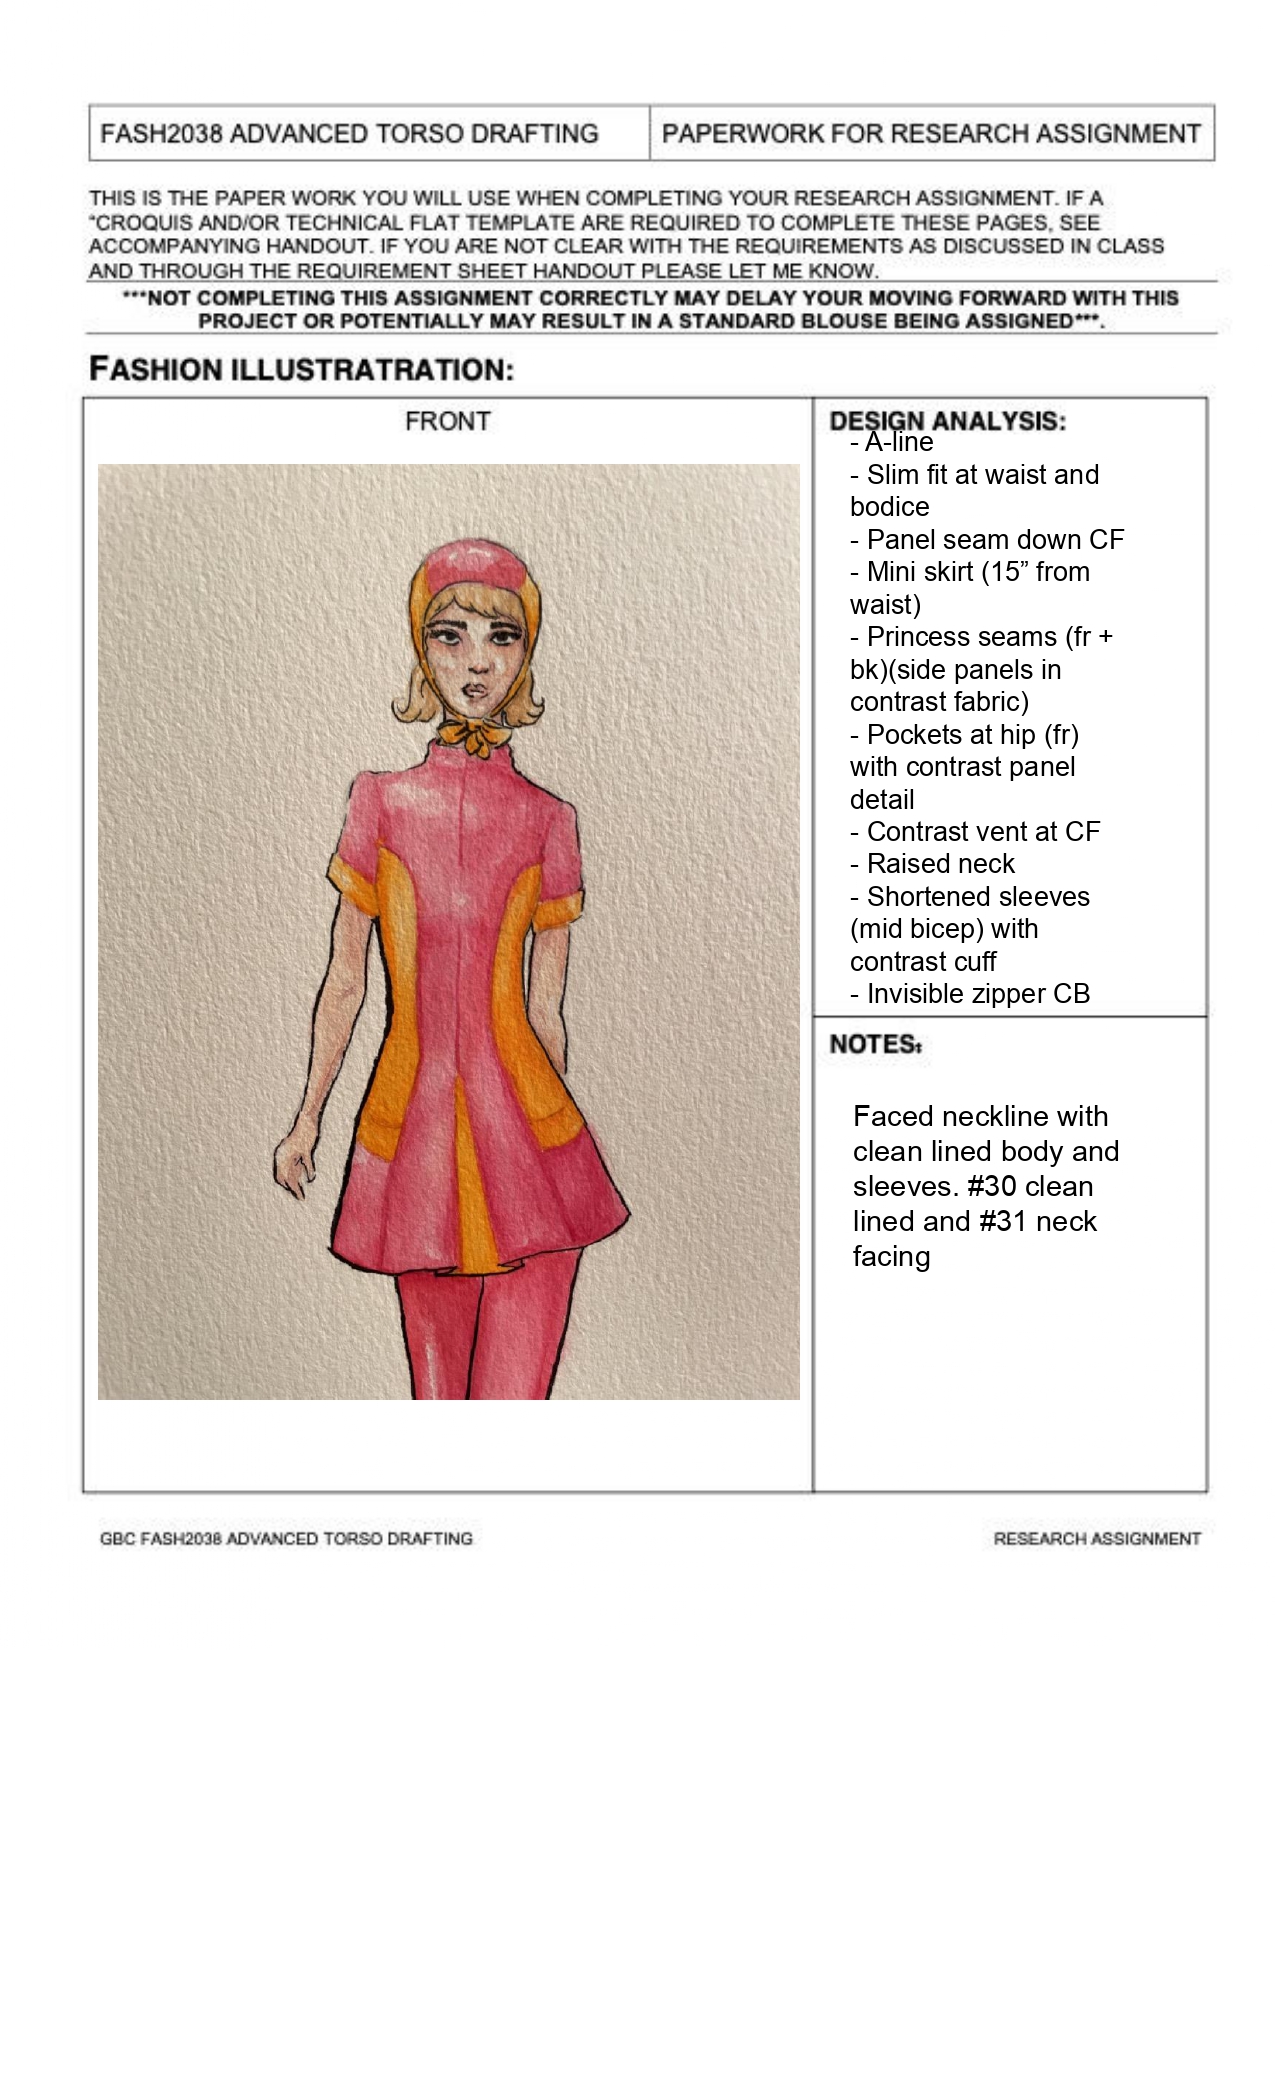 FASH2038 ADVANCED TORSO DRAFTING
PAPERWORK FOR RESEARCH ASSIGNMENT
THIS IS THE PAPER WORK YOU WILL USE WHEN COMPLETING YOUR RESEARCH ASSIGNMENT. IF A
*CROQUIS AND/OR TECHNICAL FLAT TEMPLATE ARE REQUIRED TO COMPLETE THESE PAGES, SEE
ACCOMPANYING HANDOUT. IF YOU ARE NOT CLEAR WITH THE REQUIREMENTS AS DISCUSSED IN CLASS
AND THROUGH THE REQUIREMENT SHEET HANDOUT PLEASE LET ME KNOW.
***NOT COMPLETING THIS ASSIGNMENT CORRECTLY MAY DELAY YOUR MOVING FORWARD WITH THIS
PROJECT OR POTENTIALLY MAY RESULT IN A STANDARD BLOUSE BEING ASSIGNED***.
FASHION ILLUSTRATRATION:
FRONT
DESIGN ANALYSIS:
- A-line
- Slim fit at waist and
bodice
- Panel seam down CF
- Mini skirt (15” from
waist)
- Princess seams (fr +
bk)(side panels in
contrast fabric)
- Pockets at hip (fr)
with contrast panel
detail
- Contrast vent at CF
- Raised neck
- Shortened sleeves
(mid bicep) with
contrast cuff
- Invisible zipper CB
NOTES:
Faced neckline with
clean lined body and
sleeves. #30 clean
lined and #31 neck
facing
GBC FASH2038 ADVANCED TORSO DRAFTING
RESEARCH ASSIGNMENT